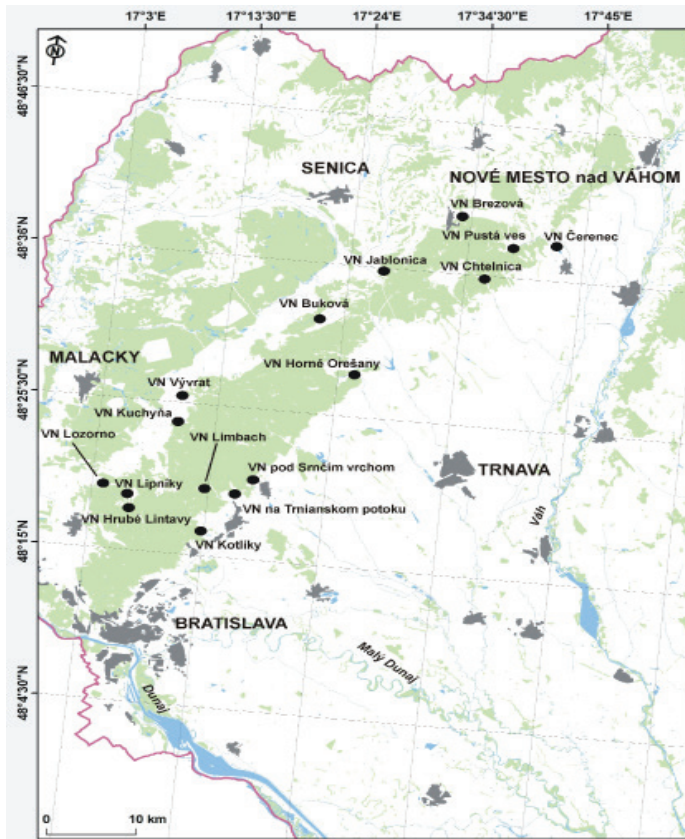 17°3'E 17°13'30"E 17°24'E 17°34'30"E 17°45'E
N
48°46'30"N
SENICA
NOVÉ MESTO nad VÁHOM
VN Brezová
48°36'N
VN Pustá ves
VN Čerenec
VN Jablonica
VN Chtelnica
VN Buková
MALACKY
VN Horné Orešany
48°25'30"N
VN Vývrat
VN Kuchyňa
VN Limbach
VN Lozorno
VN pod Srnčím vrchom
TRNAVA
VN Lipníky
VN na Trnianskom potoku
VN Hrubé Lintavy
Váh
48°15'N
VN Kotlíky
BRATISLAVA
Malý Dunaj
48°4'30"N
Dunaj
0 10 km